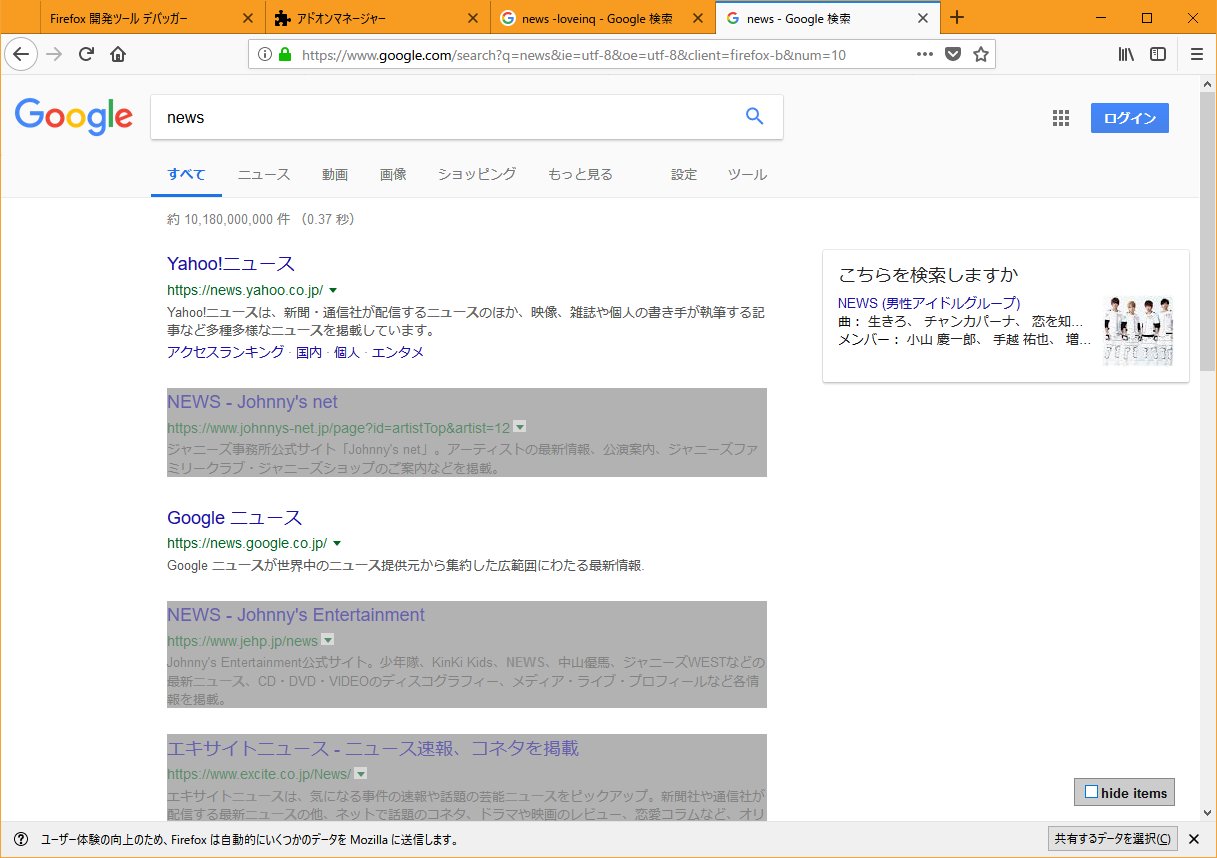 Firefox 開発ツール デバッガー
アドオンマネージャー
news -loveinq - Google 検索
news - Google 検索
https://www.google.com/search?q=news&ie=utf-8&oe=utf-8&client=firefox-b&num=10
Google
news
ログイン
すべて ニュース 動画 画像 ショッピング もっと見る 設定 ツール
約 10,180,000,000 件 （0.37 秒）
Yahoo!ニュース
https://news.yahoo.co.jp/
Yahoo!ニュースは、新聞・通信社が配信するニュースのほか、映像、雑誌や個人の書き手が執筆する記
事など多種多様なニュースを掲載しています。
アクセスランキング · 国内 · 個人 · エンタメ
NEWS - Johnny's net
https://www.johnnys-net.jp/page?id=artistTop&artist=12
ジャニーズ事務所公式サイト「Johnny's net」。アーティストの最新情報、公演案内、ジャニーズファ
ミリークラブ・ジャニーズショップのご案内などを掲載。
Google ニュース
https://news.google.co.jp/
Google ニュースが世界中のニュース提供元から集約した広範囲にわたる最新情報.
NEWS - Johnny's Entertainment
https://www.jehp.jp/news
Johnny's Entertainment公式サイト。少年隊、KinKi Kids、NEWS、中山優馬、ジャニーズWESTなどの
最新ニュース、CD・DVD・VIDEOのディスコグラフィー、メディア・ライブ・プロフィールなど各情
報を掲載。
エキサイトニュース - ニュース速報、コネタを掲載
https://www.excite.co.jp/News/
エキサイトニュースは、気になる事件の速報や話題の芸能ニュースをピックアップ。新聞社や通信社が
配信する最新ニュースの他、ネットで話題のコネタ、ドラマや映画のレビュー、恋愛コラムなど、オリ
こちらを検索しますか
NEWS (男性アイドルグループ)
曲： 生きろ、 チャンカパーナ、 恋を知...
メンバー： 小山 慶一郎、 手越 祐也、 増...
hide items
ユーザー体験の向上のため、Firefox は自動的にいくつかのデータを Mozilla に送信します。
共有するデータを選択(C)